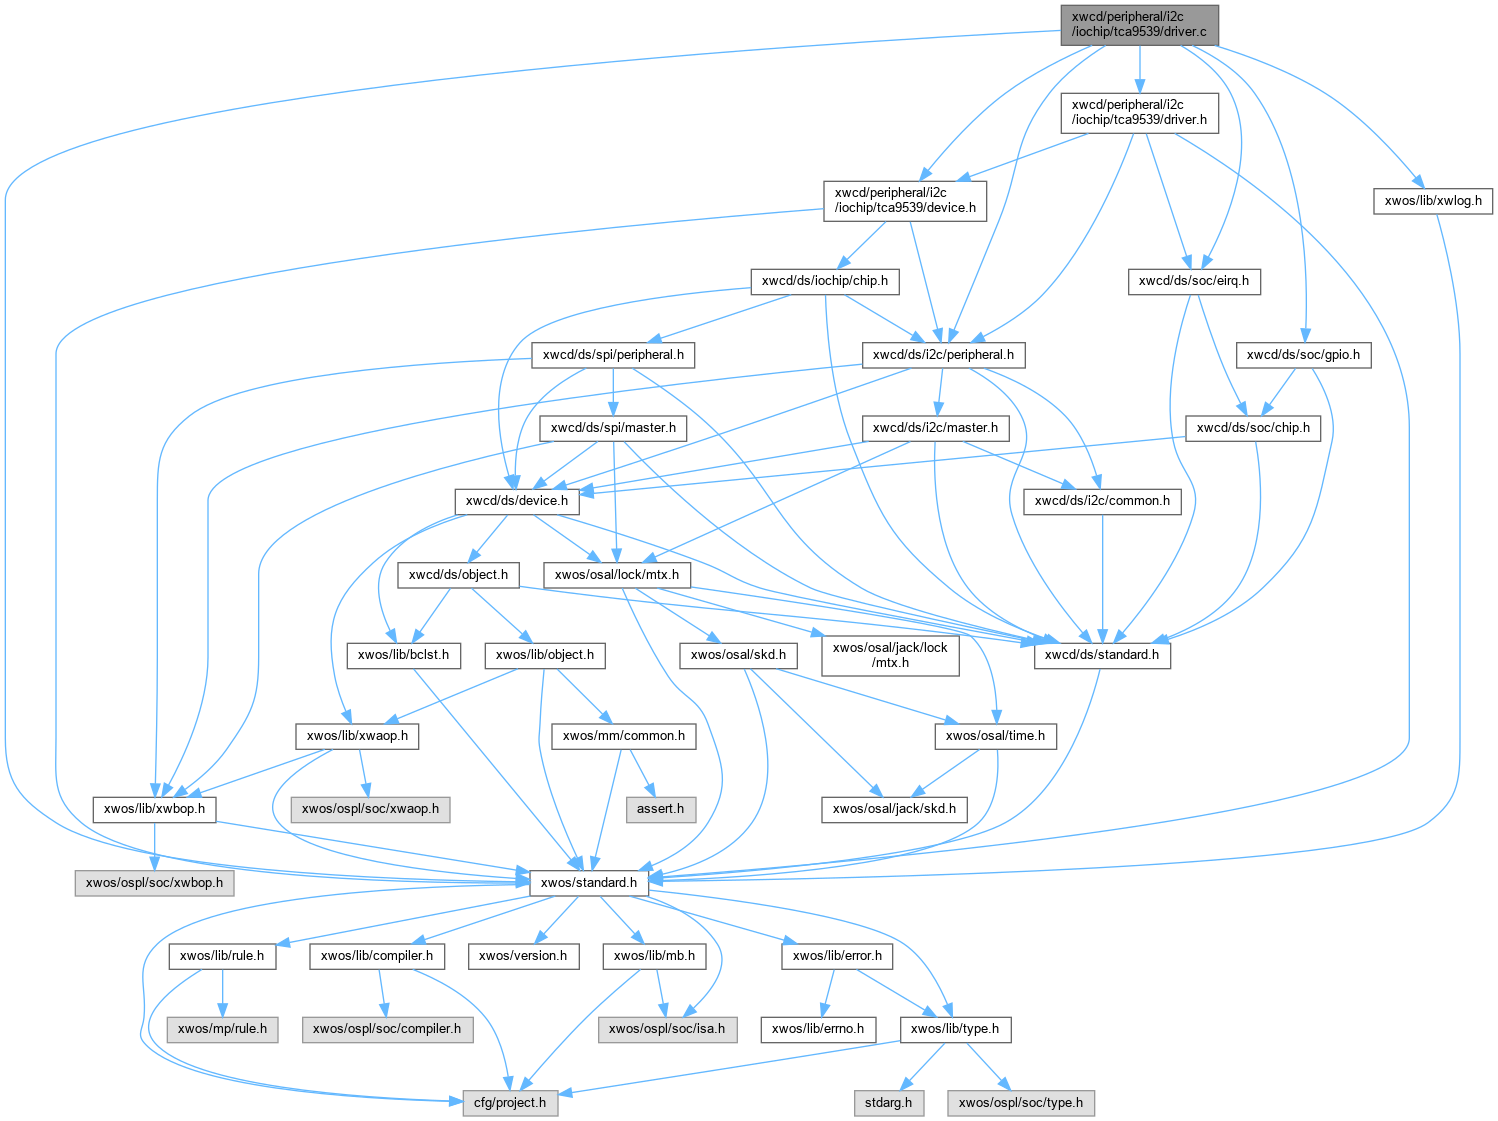 xwcd/peripheral/i2c
/iochip/tca9539/driver.c
xwcd/peripheral/i2c
/iochip/tca9539/driver.h
xwcd/peripheral/i2c
/iochip/tca9539/device.h
xwos/lib/xwlog.h
xwcd/ds/iochip/chip.h
xwcd/ds/soc/eirq.h
xwcd/ds/spi/peripheral.h
xwcd/ds/i2c/peripheral.h
xwcd/ds/soc/gpio.h
xwcd/ds/spi/master.h
xwcd/ds/i2c/master.h
xwcd/ds/soc/chip.h
xwcd/ds/device.h
xwcd/ds/i2c/common.h
xwcd/ds/object.h
xwos/osal/lock/mtx.h
xwos/lib/bclst.h
xwos/lib/object.h
xwos/osal/skd.h
xwos/osal/jack/lock
/mtx.h
xwcd/ds/standard.h
xwos/lib/xwaop.h
xwos/mm/common.h
xwos/osal/time.h
xwos/lib/xwbop.h
xwos/ospl/soc/xwaop.h
assert.h
xwos/osal/jack/skd.h
xwos/ospl/soc/xwbop.h
xwos/standard.h
xwos/lib/rule.h
xwos/lib/compiler.h
xwos/version.h
xwos/lib/mb.h
xwos/lib/error.h
xwos/mp/rule.h
xwos/ospl/soc/compiler.h
xwos/ospl/soc/isa.h
xwos/lib/errno.h
xwos/lib/type.h
cfg/project.h
stdarg.h
xwos/ospl/soc/type.h